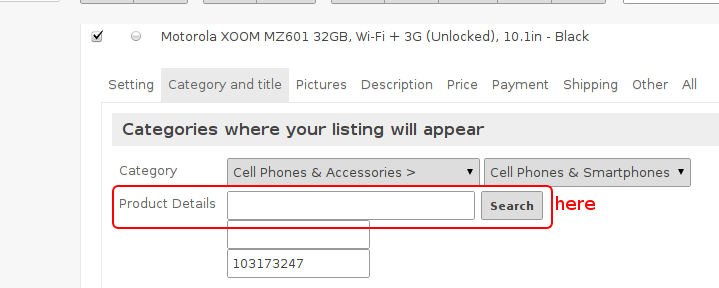 Motorola XOOM MZ601 32GB, Wi-Fi + 3G (Unlocked), 10.1in - Black
Setting Category and title Pictures Description Price Payment Shipping Other All
Categories where your listing will appear
Category Cell Phones & Accessories > Cell Phones & Smartphones
Product Details Search here
103173247